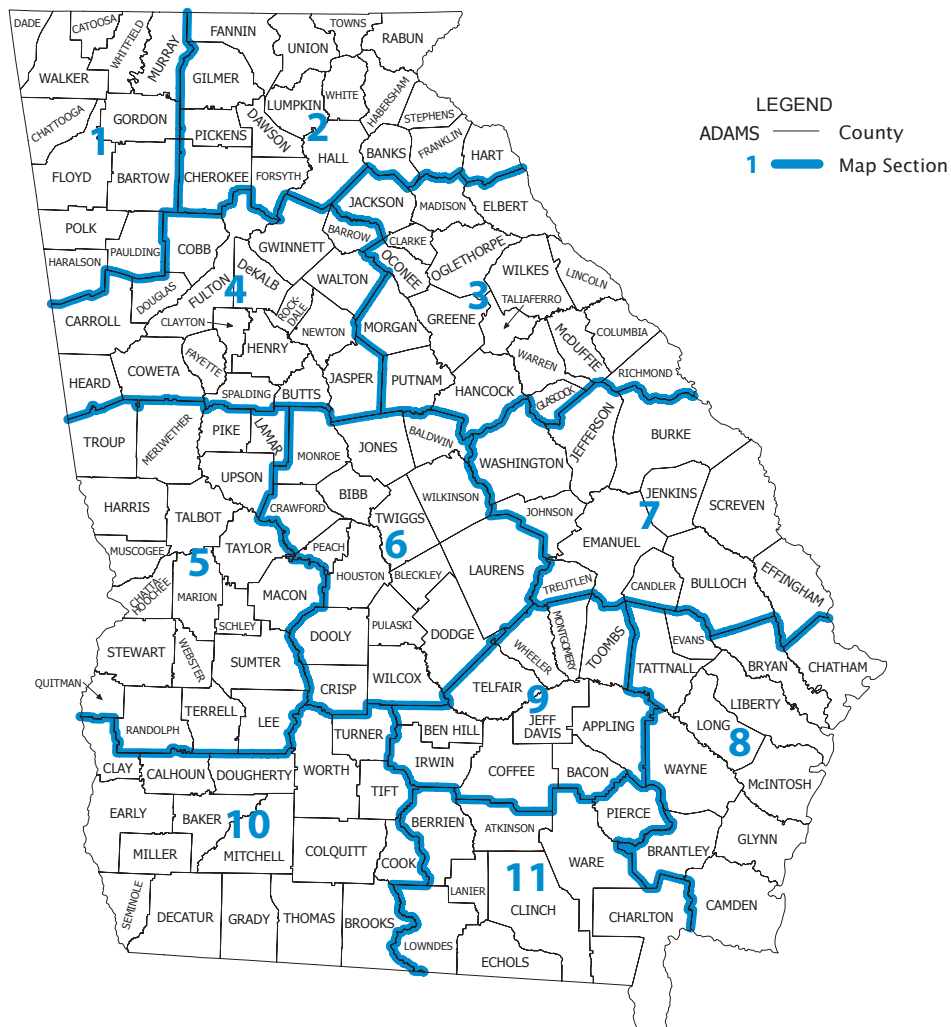 DADE
CATOOSA
WHITFIELD
MURRAY
FANNIN
TOWNS
UNION
RABUN
WALKER
GILMER
LUMPKIN
WHITE
HABERSHAM
STEPHENS
CHATTOOGA
1
GORDON
PICKENS
DAWSON
2
HALL
BANKS
FRANKLIN
HART
FLOYD
BARTOW
CHEROKEE
FORSYTH
JACKSON
MADISON
ELBERT
LEGEND
ADAMS
County
1
Map Section
POLK
HARALSON
PAULDING
COBB
GWINNETT
BARROW
CLARKE
OCONEE
OGLETHORPE
WILKES
LINCOLN
DOUGLAS
FULTON
DeKALB
4
WALTON
3
TALIAFERRO
CARROLL
CLAYTON
ROCK-
DALE
NEWTON
MORGAN
GREENE
McDUFFIE
COLUMBIA
HEARD
COWETA
FAYETTE
HENRY
WARREN
RICHMOND
SPALDING
BUTTS
JASPER
PUTNAM
HANCOCK
GLASCOCK
TROUP
MERIWETHER
PIKE
LAMAR
MONROE
JONES
BALDWIN
WASHINGTON
JEFFERSON
BURKE
UPSON
HARRIS
TALBOT
CRAWFORD
BIBB
TWIGGS
WILKINSON
JOHNSON
7
JENKINS
SCREVEN
MUSCOGEE
5
TAYLOR
PEACH
6
EMANUEL
CHATTA-
HOOCHEE
MARION
MACON
HOUSTON
BLECKLEY
LAURENS
TREUTLEN
CANDLER
BULLOCH
EFFINGHAM
SCHLEY
STEWART
WEBSTER
SUMTER
DOOLY
PULASKI
DODGE
WHEELER
MONTGOMERY
TOOMBS
EVANS
TATTNALL
BRYAN
CHATHAM
QUITMAN
RANDOLPH
TERRELL
LEE
CRISP
WILCOX
TELFAIR
9
JEFF
DAVIS
APPLING
LONG
8
LIBERTY
CLAY
CALHOUN
DOUGHERTY
TURNER
BEN HILL
IRWIN
COFFEE
BACON
WAYNE
McINTOSH
WORTH
TIFT
EARLY
BAKER
10
MITCHELL
COLQUITT
BERRIEN
ATKINSON
PIERCE
GLYNN
MILLER
COOK
WARE
BRANTLEY
SEMINOLE
DECATUR
GRADY
THOMAS
BROOKS
LANIER
11
CLINCH
CHARLTON
CAMDEN
LOWNDES
ECHOLS